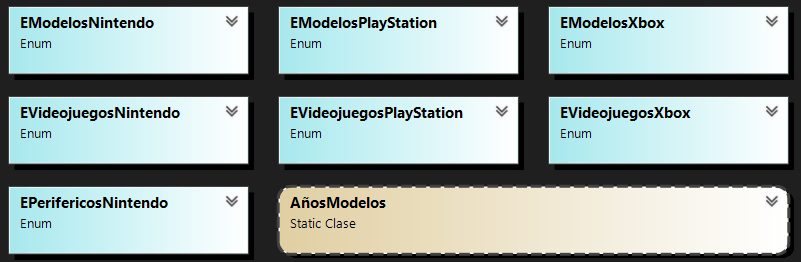 EModelosNintendo
Enum
EModelosPlayStation
Enum
EModelosXbox
Enum
EVideojuegosNintendo
Enum
EVideojuegosPlayStation
Enum
EVideojuegosXbox
Enum
EPerifericosNintendo
Enum
AñosModelos
Static Clase